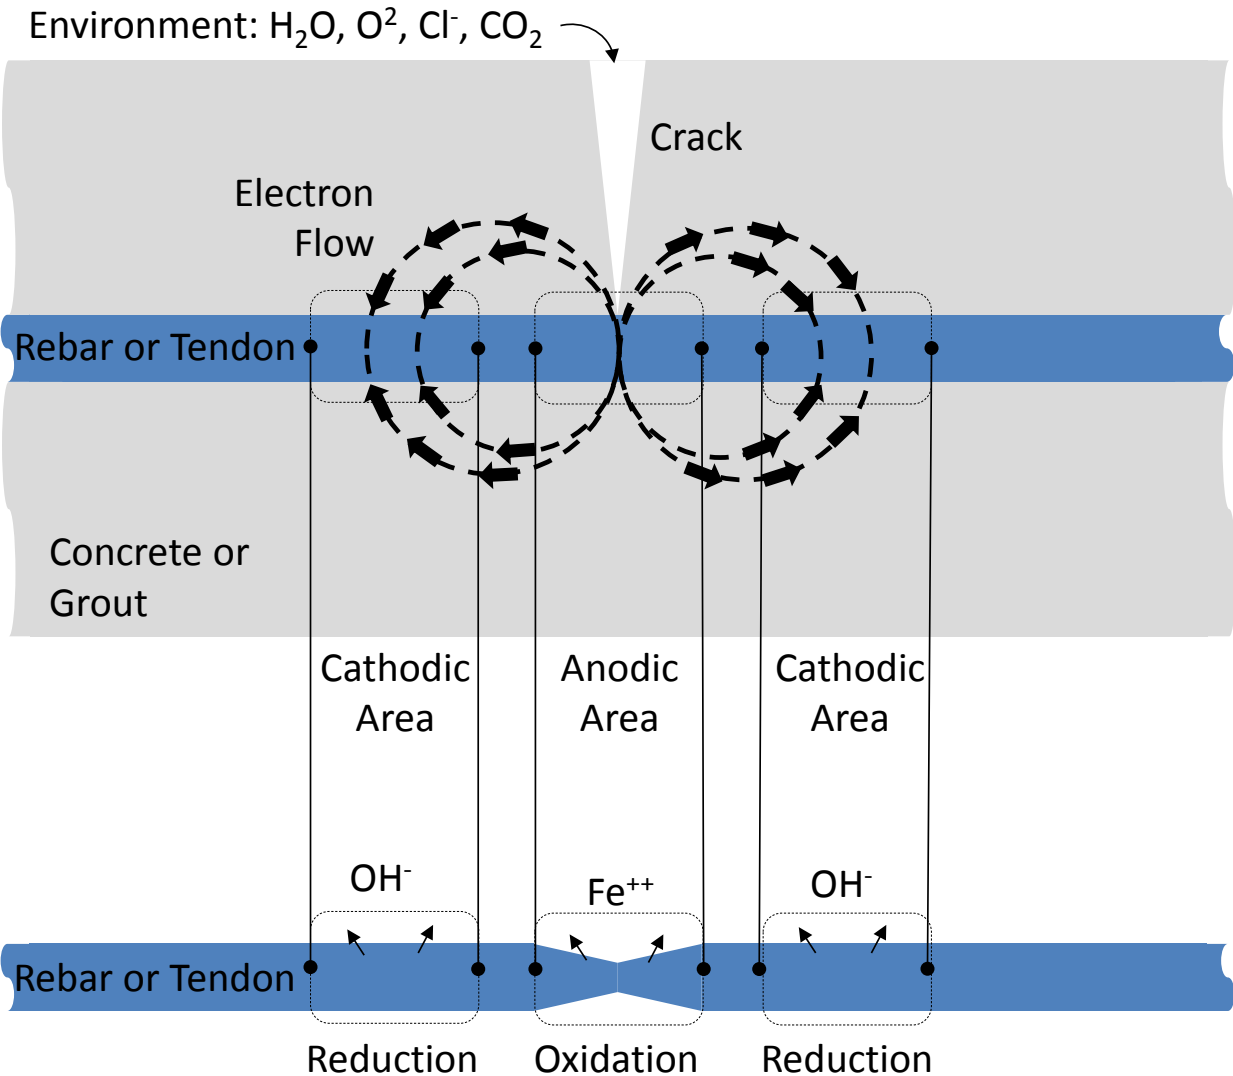 Environment: H₂O, O², Cl⁻, CO₂
Crack
Electron
Flow
Rebar or Tendon
Concrete or
Grout
Cathodic
Area
Anodic
Area
Cathodic
Area
OH⁻
Fe⁺⁺
OH⁻
Rebar or Tendon
Reduction
Oxidation
Reduction